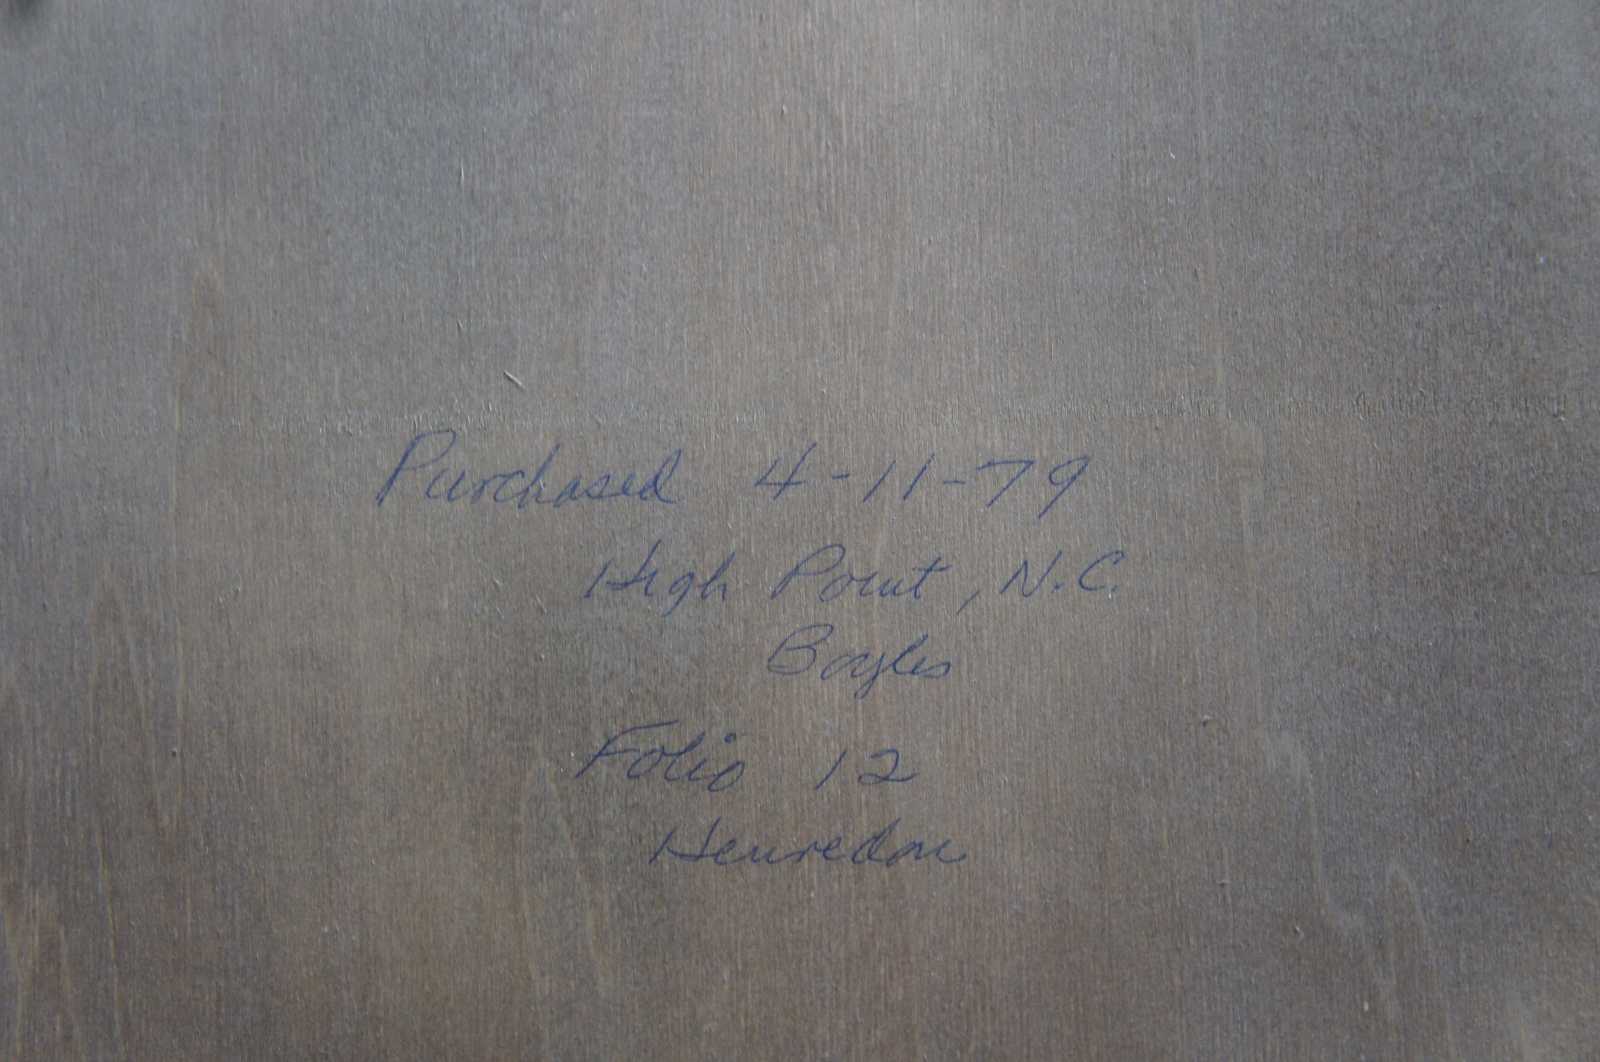 Purchased 4-11-79
High Point, N.C.
Boyles
Folio 12
Henredon